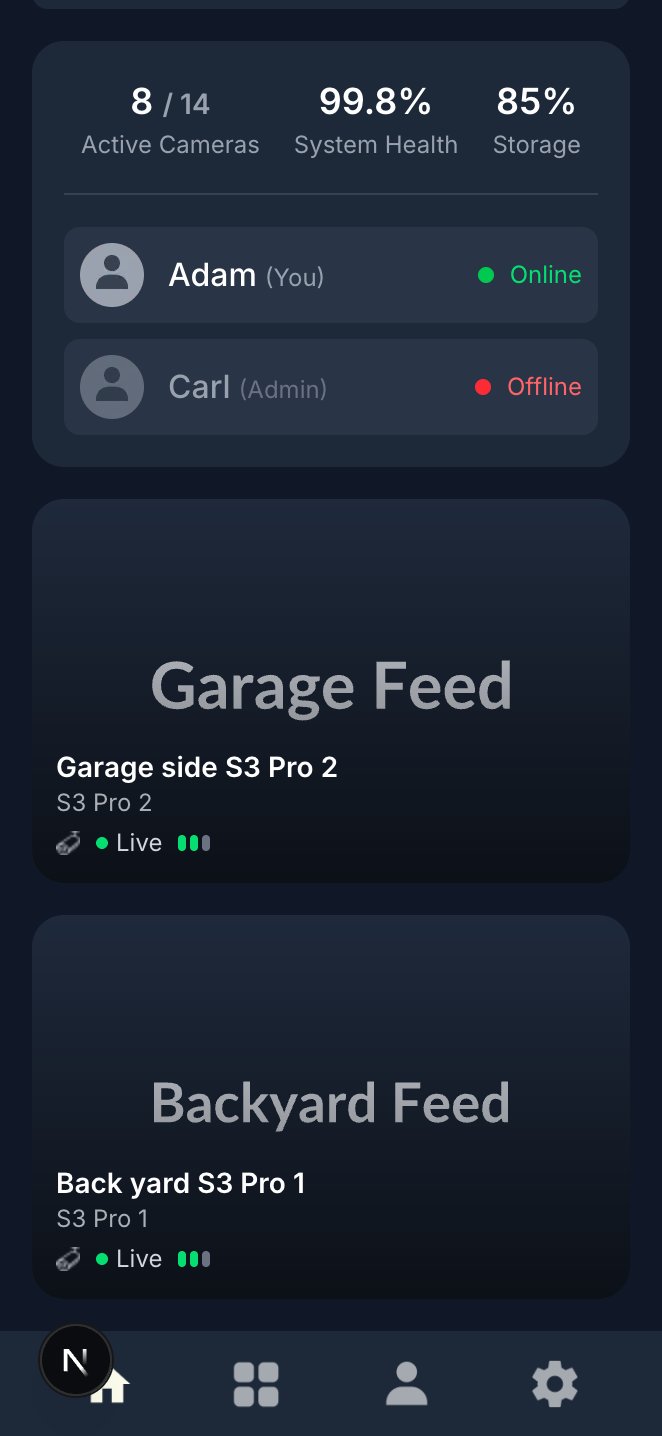 8 / 14 99.8% 85%
Active Cameras System Health Storage
Adam (You) Online
Carl (Admin) Offline
Garage Feed
Garage side S3 Pro 2
S3 Pro 2
Live
Backyard Feed
Back yard S3 Pro 1
S3 Pro 1
Live
N